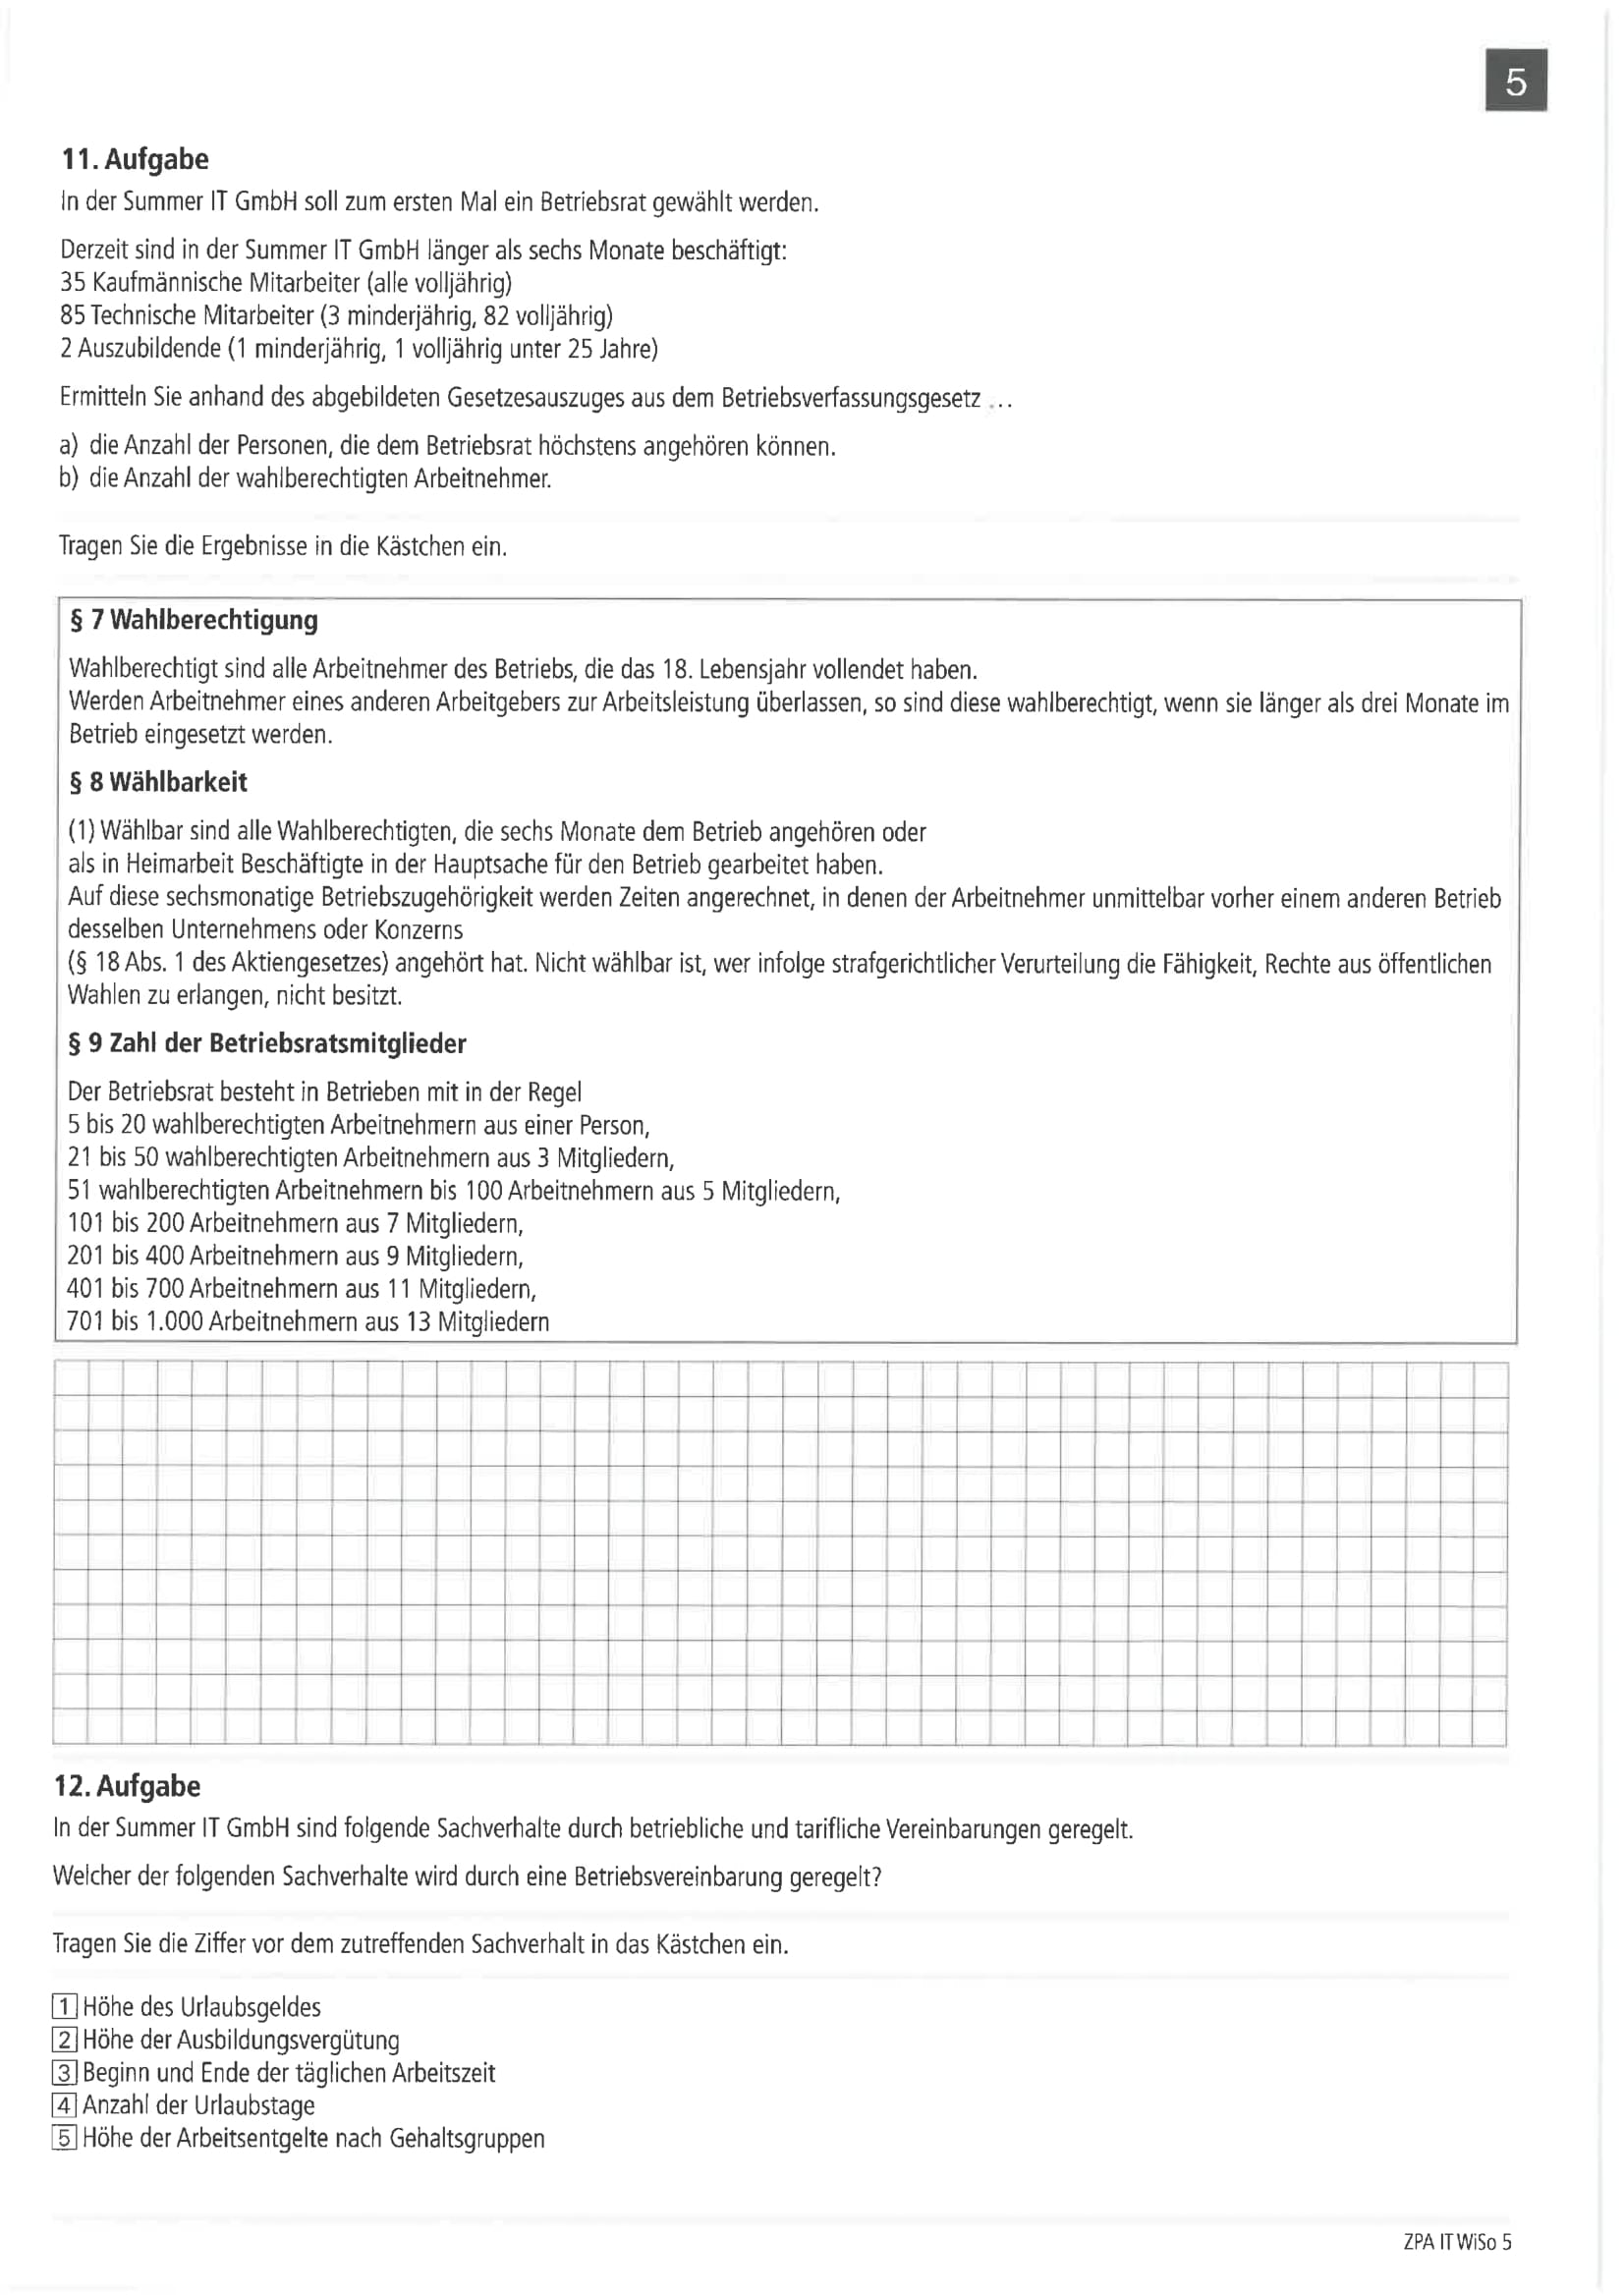 5
11. Aufgabe
In der Summer IT GmbH soll zum ersten Mal ein Betriebsrat gewählt werden.
Derzeit sind in der Summer IT GmbH länger als sechs Monate beschäftigt:
35 Kaufmännische Mitarbeiter (alle volljährig)
85 Technische Mitarbeiter (3 minderjährig, 82 volljährig)
2 Auszubildende (1 minderjährig, 1 volljährig unter 25 Jahre)
Ermitteln Sie anhand des abgebildeten Gesetzesauszuges aus dem Betriebsverfassungsgesetz ...
a) die Anzahl der Personen, die dem Betriebsrat höchstens angehören können.
b) die Anzahl der wahlberechtigten Arbeitnehmer.
Tragen Sie die Ergebnisse in die Kästchen ein.
§ 7 Wahlberechtigung
Wahlberechtigt sind alle Arbeitnehmer des Betriebs, die das 18. Lebensjahr vollendet haben.
Werden Arbeitnehmer eines anderen Arbeitgebers zur Arbeitsleistung überlassen, so sind diese wahlberechtigt, wenn sie länger als drei Monate im
Betrieb eingesetzt werden.
§ 8 Wählbarkeit
(1) Wählbar sind alle Wahlberechtigten, die sechs Monate dem Betrieb angehören oder
als in Heimarbeit Beschäftigte in der Hauptsache für den Betrieb gearbeitet haben.
Auf diese sechsmonatige Betriebszugehörigkeit werden Zeiten angerechnet, in denen der Arbeitnehmer unmittelbar vorher einem anderen Betrieb
desselben Unternehmens oder Konzerns
(§ 18 Abs. 1 des Aktiengesetzes) angehört hat. Nicht wählbar ist, wer infolge strafgerichtlicher Verurteilung die Fähigkeit, Rechte aus öffentlichen
Wahlen zu erlangen, nicht besitzt.
§ 9 Zahl der Betriebsratsmitglieder
Der Betriebsrat besteht in Betrieben mit in der Regel
5 bis 20 wahlberechtigten Arbeitnehmern aus einer Person,
21 bis 50 wahlberechtigten Arbeitnehmern aus 3 Mitgliedern,
51 wahlberechtigten Arbeitnehmern bis 100 Arbeitnehmern aus 5 Mitgliedern,
101 bis 200 Arbeitnehmern aus 7 Mitgliedern,
201 bis 400 Arbeitnehmern aus 9 Mitgliedern,
401 bis 700 Arbeitnehmern aus 11 Mitgliedern,
701 bis 1.000 Arbeitnehmern aus 13 Mitgliedern
12. Aufgabe
In der Summer IT GmbH sind folgende Sachverhalte durch betriebliche und tarifliche Vereinbarungen geregelt.
Welcher der folgenden Sachverhalte wird durch eine Betriebsvereinbarung geregelt?
Tragen Sie die Ziffer vor dem zutreffenden Sachverhalt in das Kästchen ein.
1 Höhe des Urlaubsgeldes
2 Höhe der Ausbildungsvergütung
3 Beginn und Ende der täglichen Arbeitszeit
4 Anzahl der Urlaubstage
5 Höhe der Arbeitsentgelte nach Gehaltsgruppen
ZPA IT WiSo 5